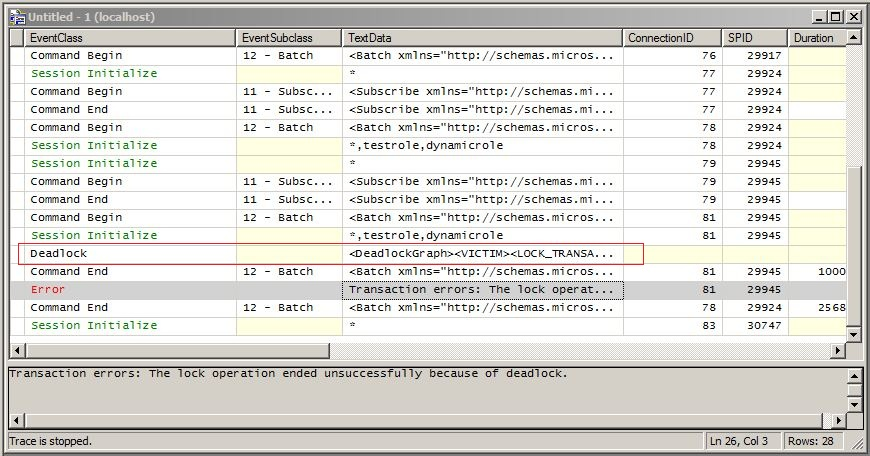 Untitled - 1 (localhost)
EventClass EventSubclass TextData ConnectionID SPID Duration
Command Begin 12 - Batch <Batch xmlns="http://schemas.micros... 76 29917
Session Initialize * 77 29924
Command Begin 11 - Subsc... <Subscribe xmlns="http://schemas.mi... 77 29924
Command End 11 - Subsc... <Subscribe xmlns="http://schemas.mi... 77 29924
Command Begin 12 - Batch <Batch xmlns="http://schemas.micros... 78 29924
Session Initialize *,testrole,dynamicrole 78 29924
Session Initialize * 79 29945
Command Begin 11 - Subsc... <Subscribe xmlns="http://schemas.mi... 79 29945
Command End 11 - Subsc... <Subscribe xmlns="http://schemas.mi... 79 29945
Command Begin 12 - Batch <Batch xmlns="http://schemas.micros... 81 29945
Session Initialize *,testrole,dynamicrole 81 29945
Deadlock <DeadlockGraph><VICTIM><LOCK_TRANSA...
Command End 12 - Batch <Batch xmlns="http://schemas.micros... 81 29945 1000
Error Transaction errors: The lock operat... 81 29945
Command End 12 - Batch <Batch xmlns="http://schemas.micros... 78 29924 2568
Session Initialize * 83 30747
Transaction errors: The lock operation ended unsuccessfully because of deadlock.
Trace is stopped. Ln 26, Col 3 Rows: 28